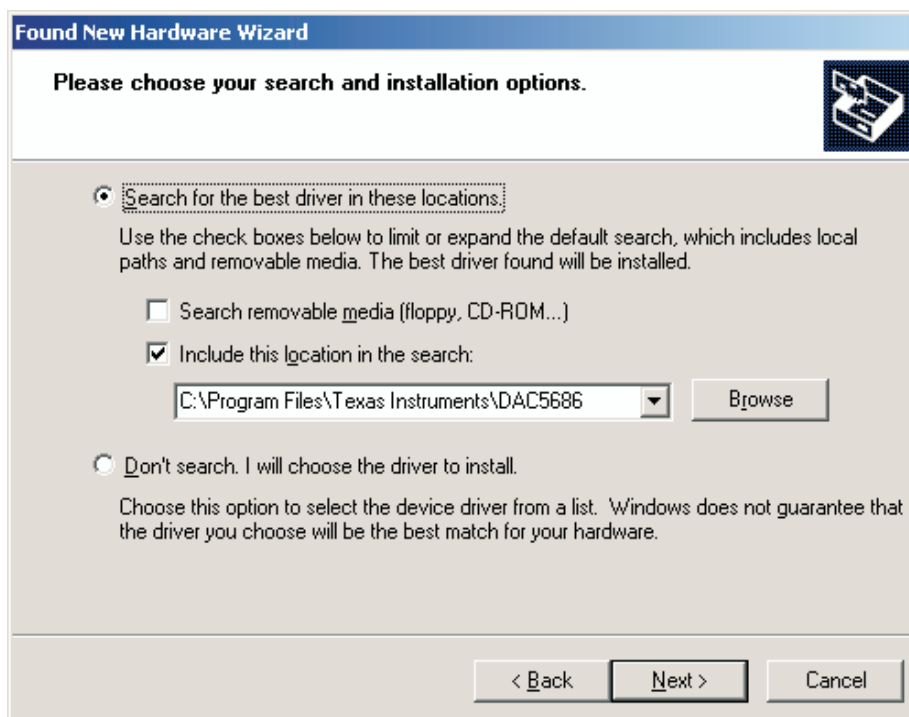 Found New Hardware Wizard
Please choose your search and installation options.
Search for the best driver in these locations.
Use the check boxes below to limit or expand the default search, which includes local
paths and removable media. The best driver found will be installed.
Search removable media (floppy, CD-ROM...)
Include this location in the search:
C:\Program Files\Texas Instruments\DAC5686
Browse
Don't search. I will choose the driver to install.
Choose this option to select the device driver from a list. Windows does not guarantee that
the driver you choose will be the best match for your hardware.
< Back Next > Cancel